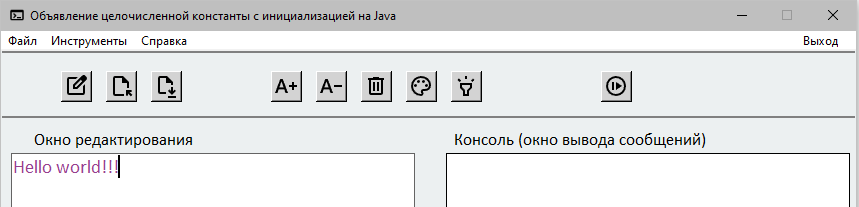 Объявление целочисленной константы с инициализацией на Java
Файл Инструменты Справка Выход
A+ A−
Окно редактирования Консоль (окно вывода сообщений)
Hello world!!!